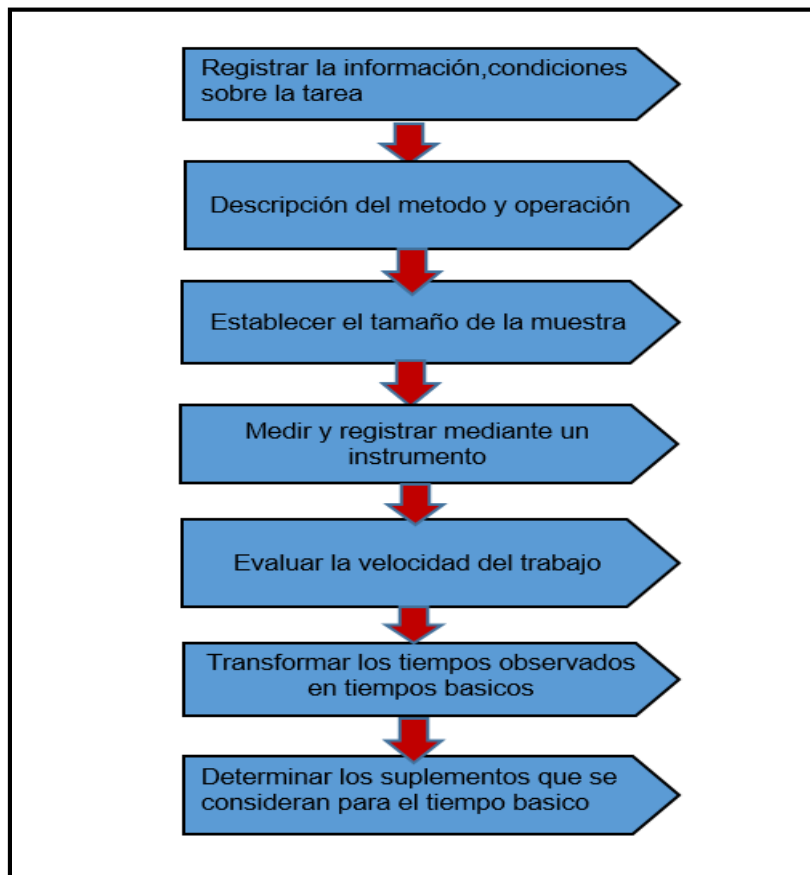 Registrar la información,condiciones
sobre la tarea
Descripción del metodo y operación
Establecer el tamaño de la muestra
Medir y registrar mediante un
instrumento
Evaluar la velocidad del trabajo
Transformar los tiempos observados
en tiempos basicos
Determinar los suplementos que se
consideran para el tiempo basico